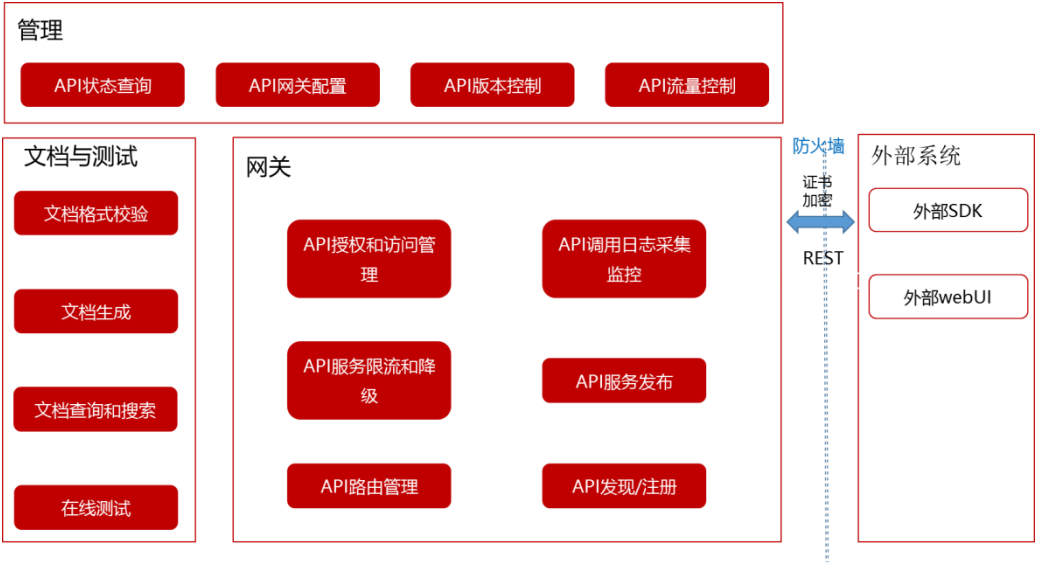 管理
API状态查询
API网关配置
API版本控制
API流量控制
文档与测试
文档格式校验
文档生成
文档查询和搜索
在线测试
网关
API授权和访问管
理
API调用日志采集
监控
API服务限流和降
级
API服务发布
API路由管理
API发现/注册
防火墙
证书
加密
REST
外部系统
外部SDK
外部webUI